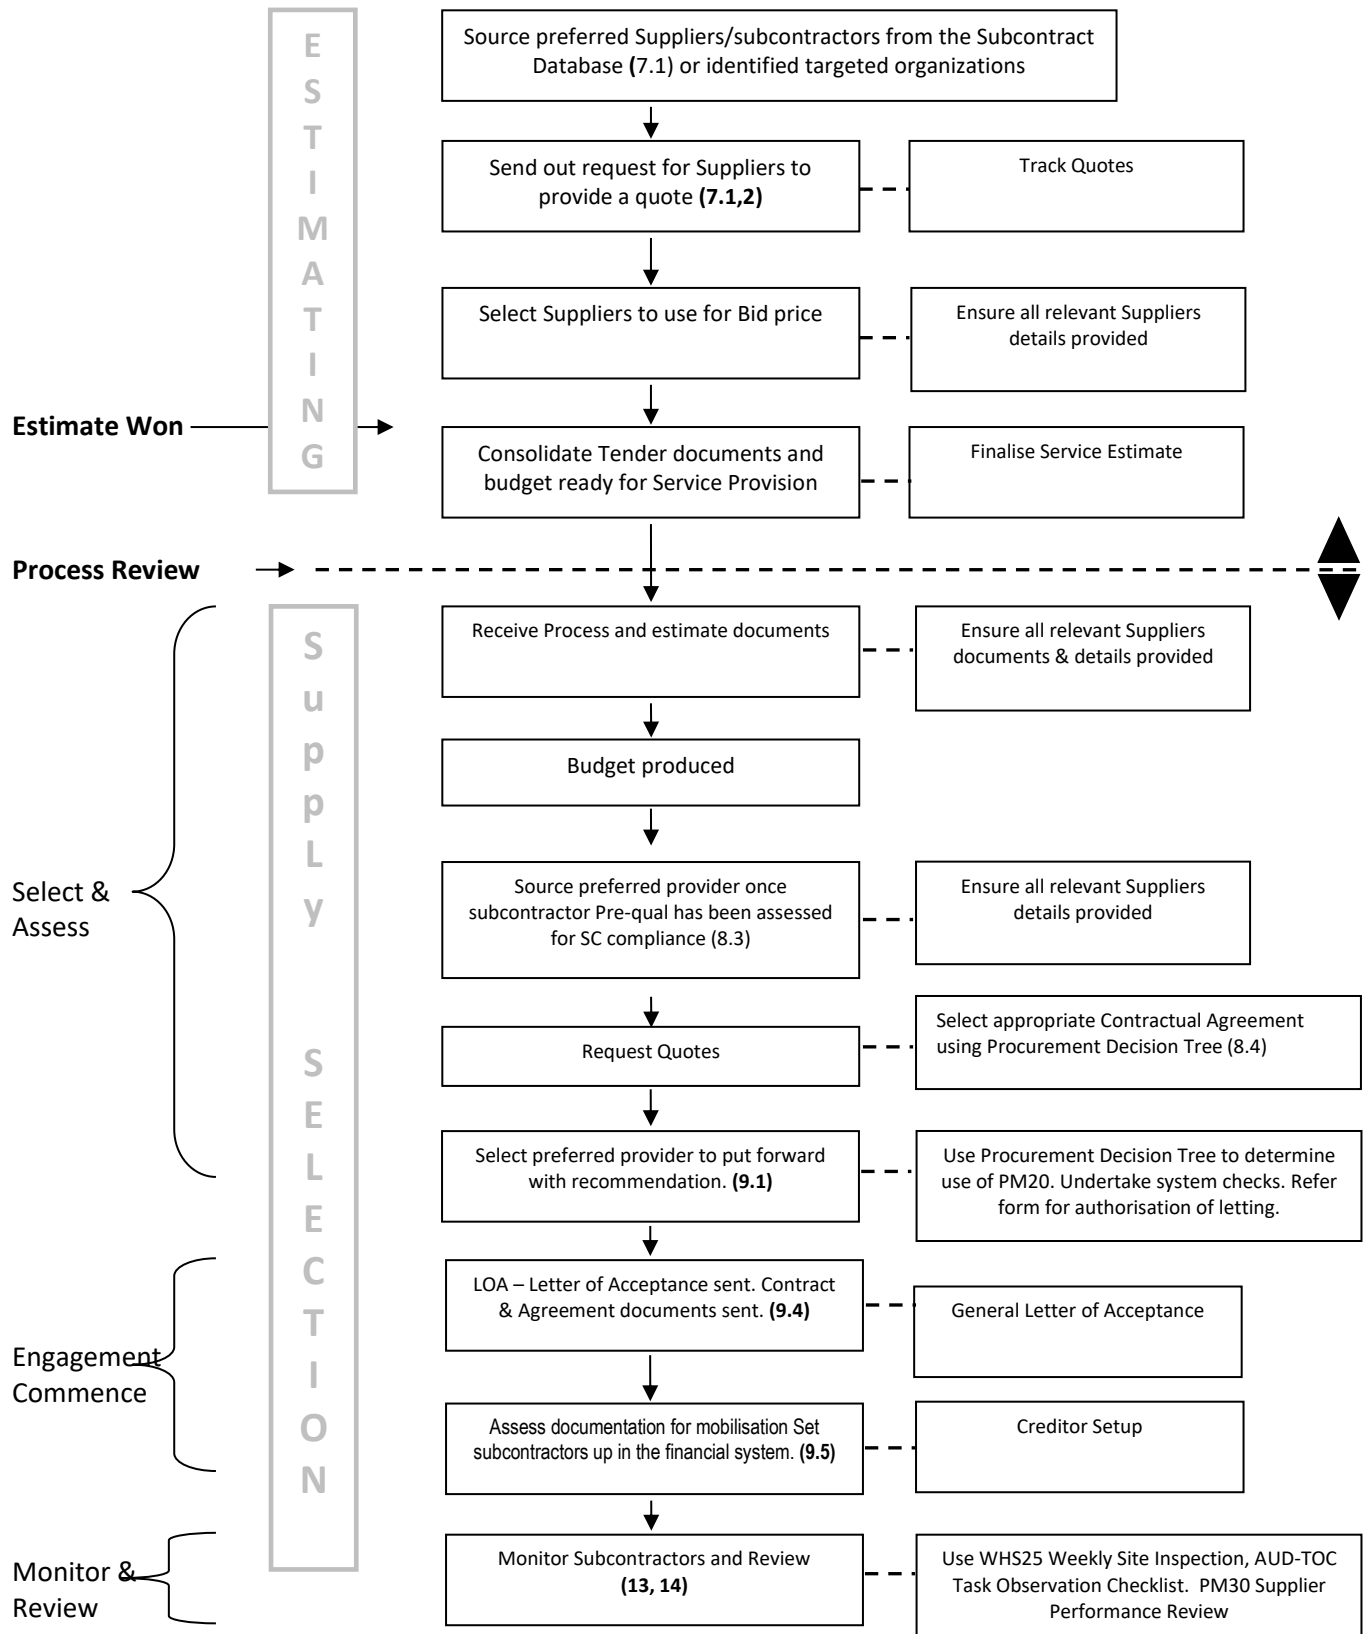 ESTIMATING
Source preferred Suppliers/subcontractors from the Subcontract
Database (7.1) or identified targeted organizations
Send out request for Suppliers to
provide a quote (7.1,2)
Track Quotes
Select Suppliers to use for Bid price
Ensure all relevant Suppliers
details provided
Estimate Won
Consolidate Tender documents and
budget ready for Service Provision
Finalise Service Estimate
Process Review
SuppLy SELECTION
Select &
Assess
Receive Process and estimate documents
Ensure all relevant Suppliers
documents & details provided
Budget produced
Source preferred provider once
subcontractor Pre-qual has been assessed
for SC compliance (8.3)
Ensure all relevant Suppliers
details provided
Request Quotes
Select appropriate Contractual Agreement
using Procurement Decision Tree (8.4)
Select preferred provider to put forward
with recommendation. (9.1)
Use Procurement Decision Tree to determine
use of PM20. Undertake system checks. Refer
form for authorisation of letting.
Engagement
Commence
LOA – Letter of Acceptance sent. Contract
& Agreement documents sent. (9.4)
General Letter of Acceptance
Assess documentation for mobilisation Set
subcontractors up in the financial system. (9.5)
Creditor Setup
Monitor &
Review
Monitor Subcontractors and Review
(13, 14)
Use WHS25 Weekly Site Inspection, AUD-TOC
Task Observation Checklist. PM30 Supplier
Performance Review